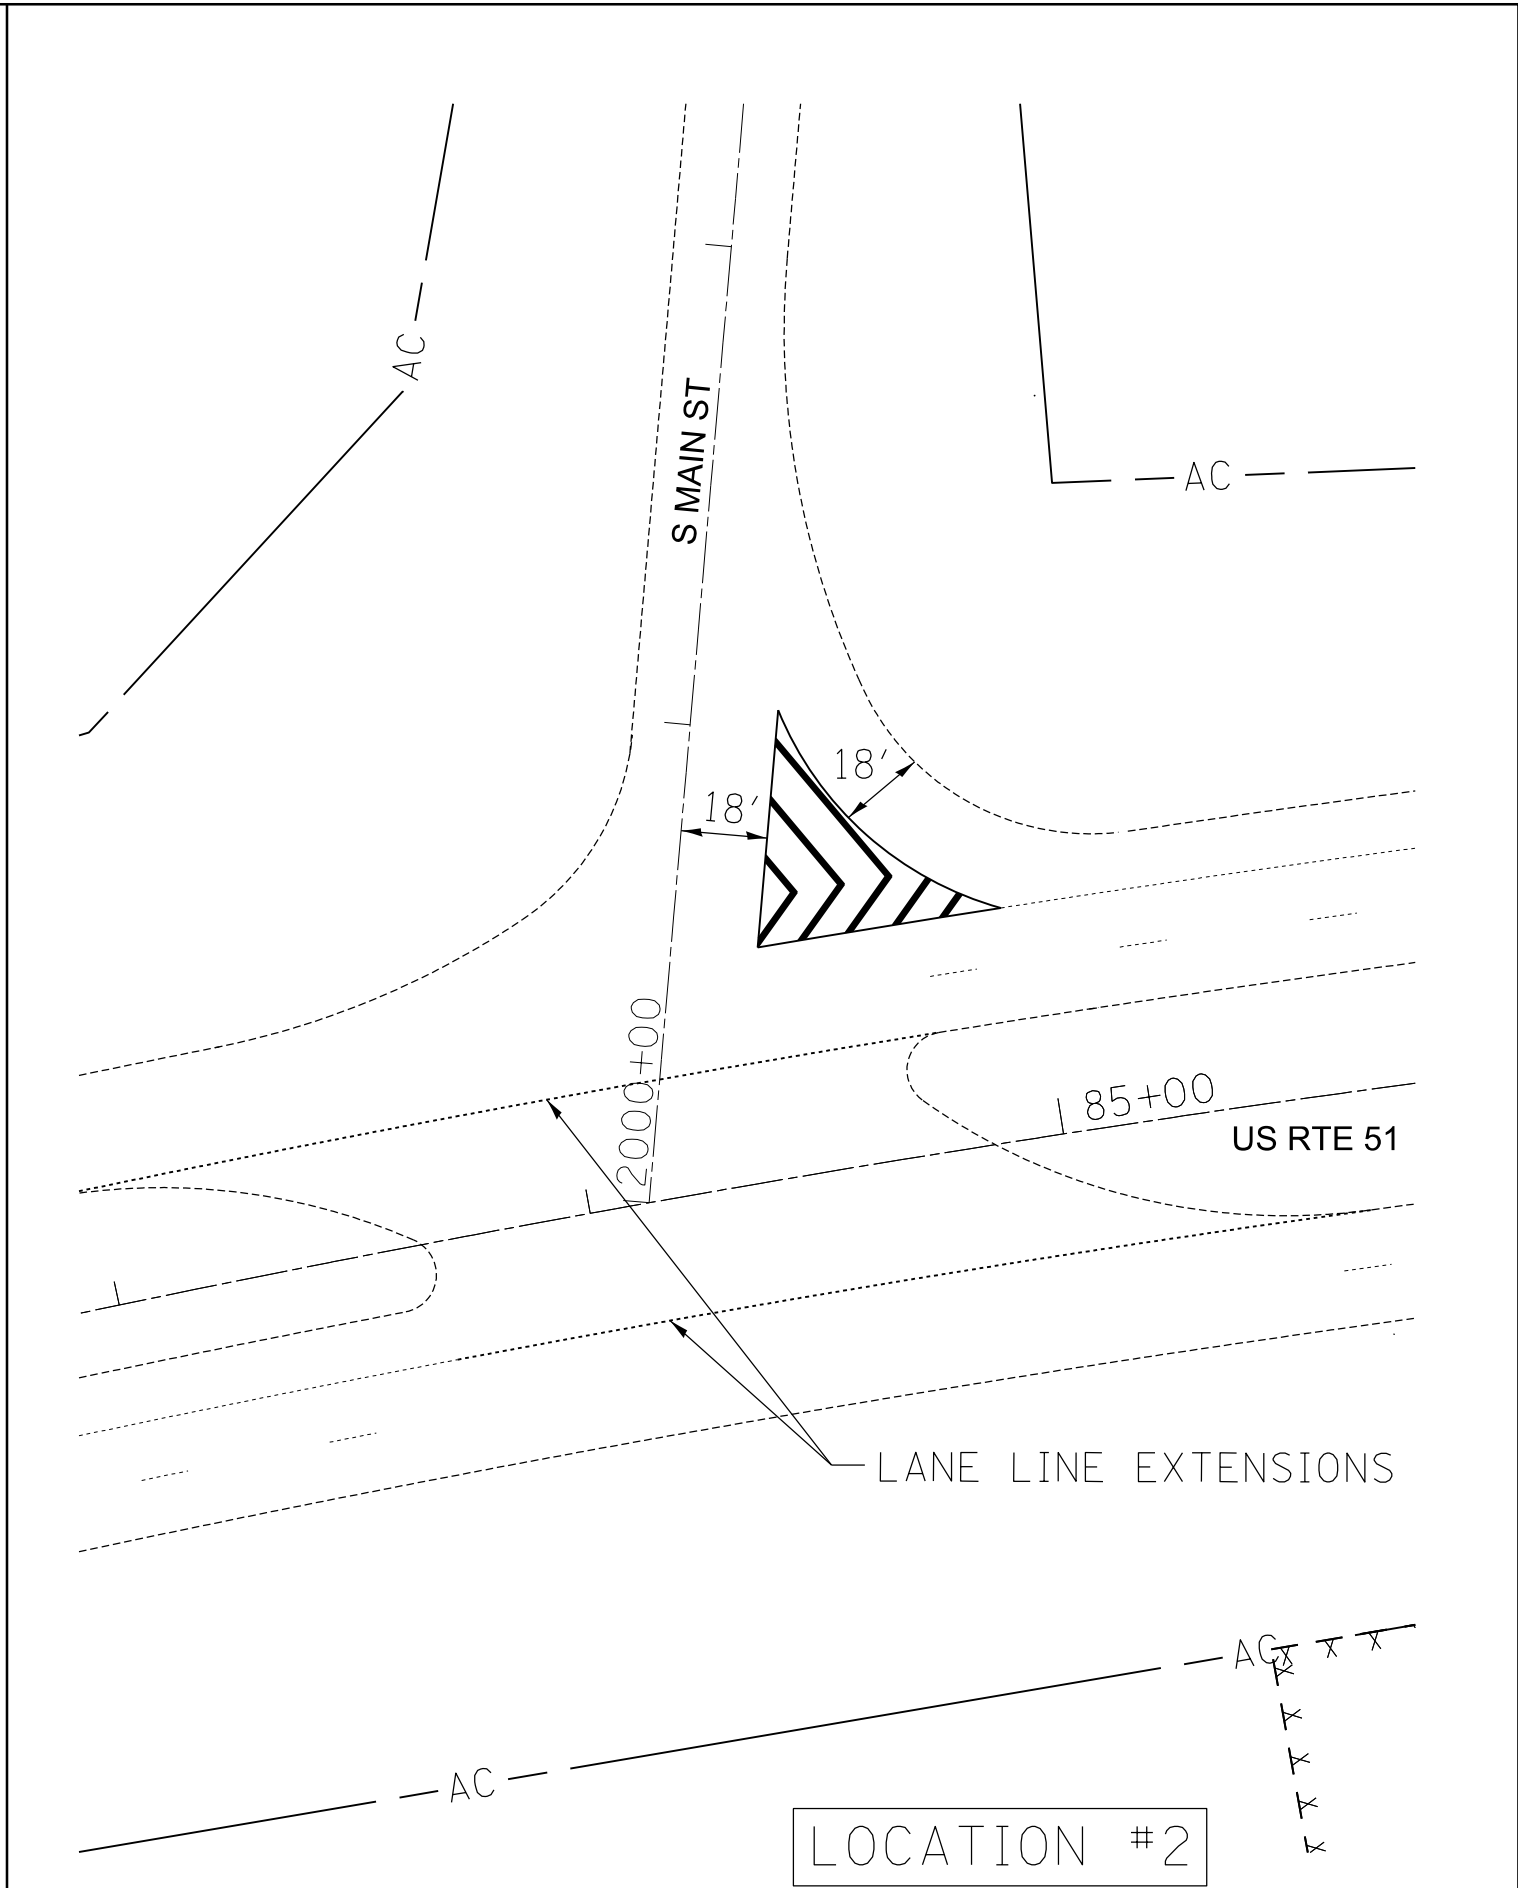 AC
S MAIN ST
AC
18'
18'
2000+00
85+00
US RTE 51
LANE LINE EXTENSIONS
AC
AC
LOCATION #2